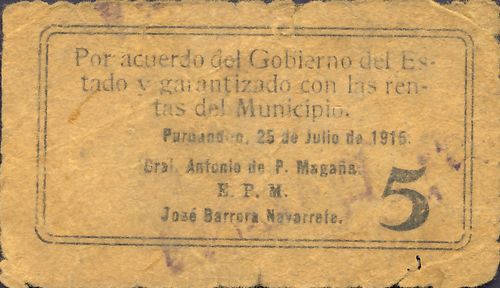 Por acuerdo del Gobierno del Es-
tado y garantizado con las ren-
tas del Municipio.
Puruandiro, 25 de Julio de 1915.
Gral. Antonio de P. Magaña.
E. P. M.
José Barrera Navarrete.
5